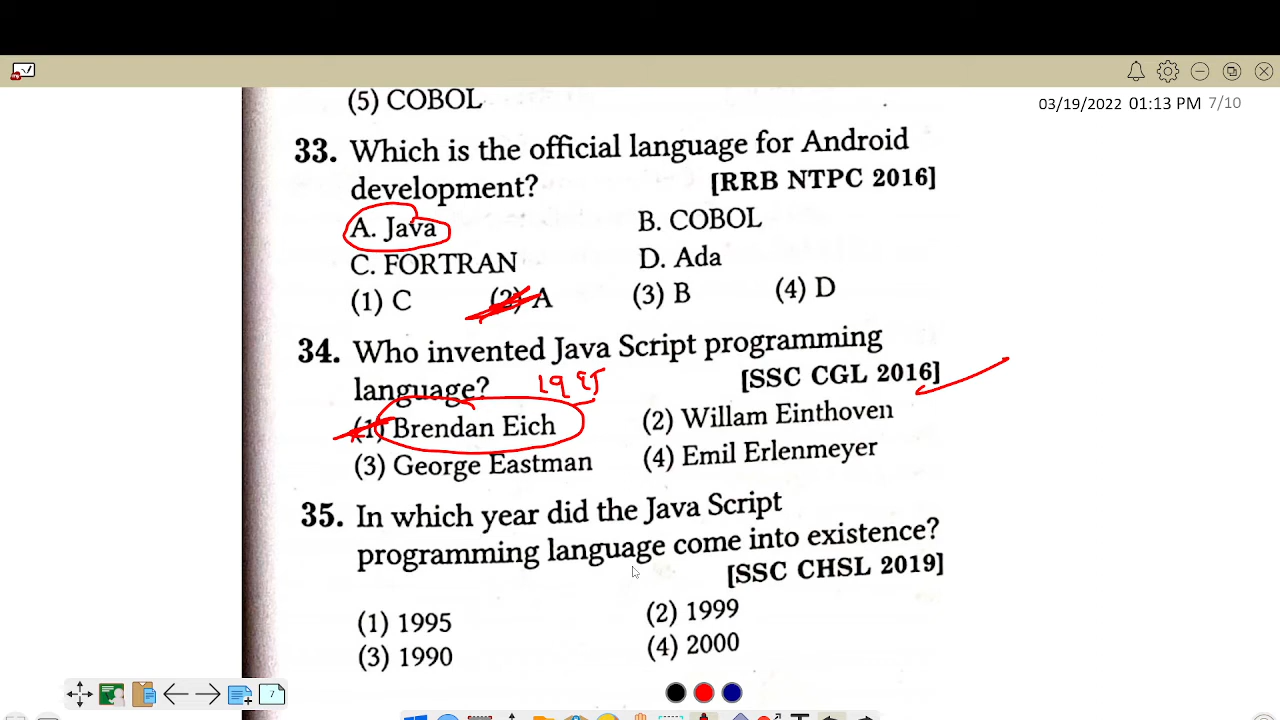 03/19/2022 01:13 PM 7/10
(5) COBOL
33. Which is the official language for Android
development? [RRB NTPC 2016]
A. Java B. COBOL
C. FORTRAN D. Ada
(1) C (2) A (3) B (4) D
34. Who invented Java Script programming
language? 1995 [SSC CGL 2016]
(1) Brendan Eich (2) Willam Einthoven
(3) George Eastman (4) Emil Erlenmeyer
35. In which year did the Java Script
programming language come into existence?
[SSC CHSL 2019]
(1) 1995 (2) 1999
(3) 1990 (4) 2000
7